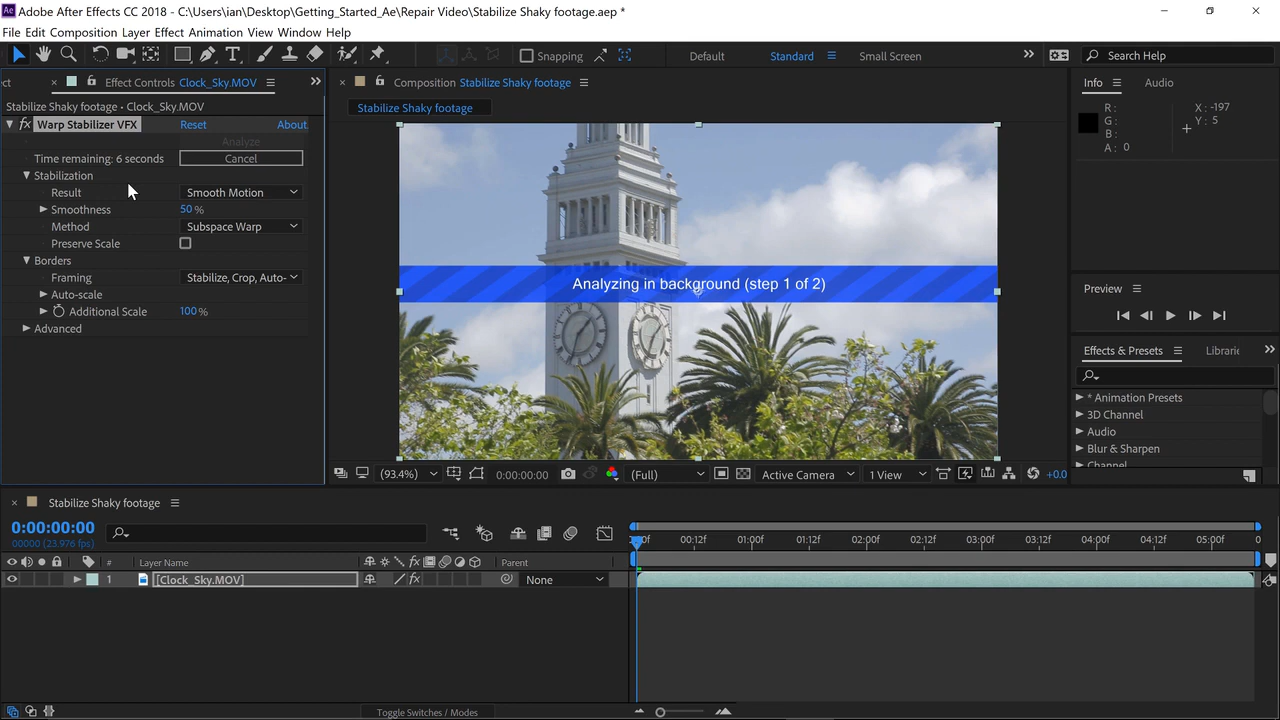 Ae Adobe After Effects CC 2018 - C:\Users\ian\Desktop\Getting_Started_Ae\Repair Video\Stabilize Shaky footage.aep *
File Edit Composition Layer Effect Animation View Window Help
Snapping Default Standard Small Screen Search Help
ect Effect Controls Clock_Sky.MOV Composition Stabilize Shaky footage Info Audio
Stabilize Shaky footage • Clock_Sky.MOV Stabilize Shaky footage
R: X: -197
G: Y: 5
B:
A: 0
fx Warp Stabilizer VFX Reset About
Analyze
Time remaining: 6 seconds Cancel
Stabilization
Result Smooth Motion
Smoothness 50 %
Method Subspace Warp
Preserve Scale
Borders
Framing Stabilize, Crop, Auto-
Auto-scale
Additional Scale 100 %
Advanced
Analyzing in background (step 1 of 2)
Preview
Effects & Presets Librarie
* Animation Presets
3D Channel
Audio
Blur & Sharpen
Channel
(93.4%) 0:00:00:00 (Full) Active Camera 1 View +0.0
Stabilize Shaky footage
0:00:00:00
00000 (23.976 fps)
:00f 00:12f 01:00f 01:12f 02:00f 02:12f 03:00f 03:12f 04:00f 04:12f 05:00f 0
# Layer Name fx Parent
1 [Clock_Sky.MOV] fx None
Toggle Switches / Modes